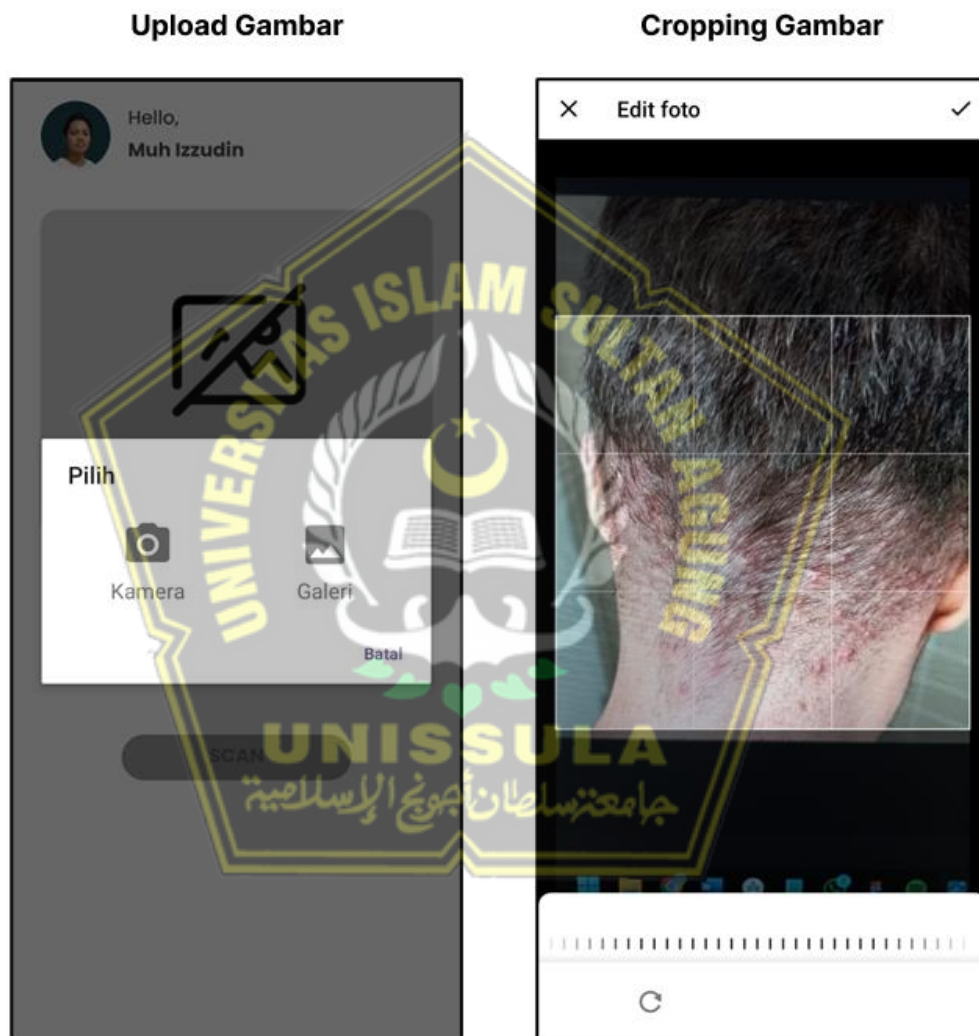 Upload Gambar
Cropping Gambar
Hello,
Muh Izzudin
Pilih
Kamera
Galeri
Batal
SCAN
Edit foto
UNIVERSITAS ISLAM SULTAN AGUNG
UNISSULA
جامعة سلطان أجونج الإسلامية